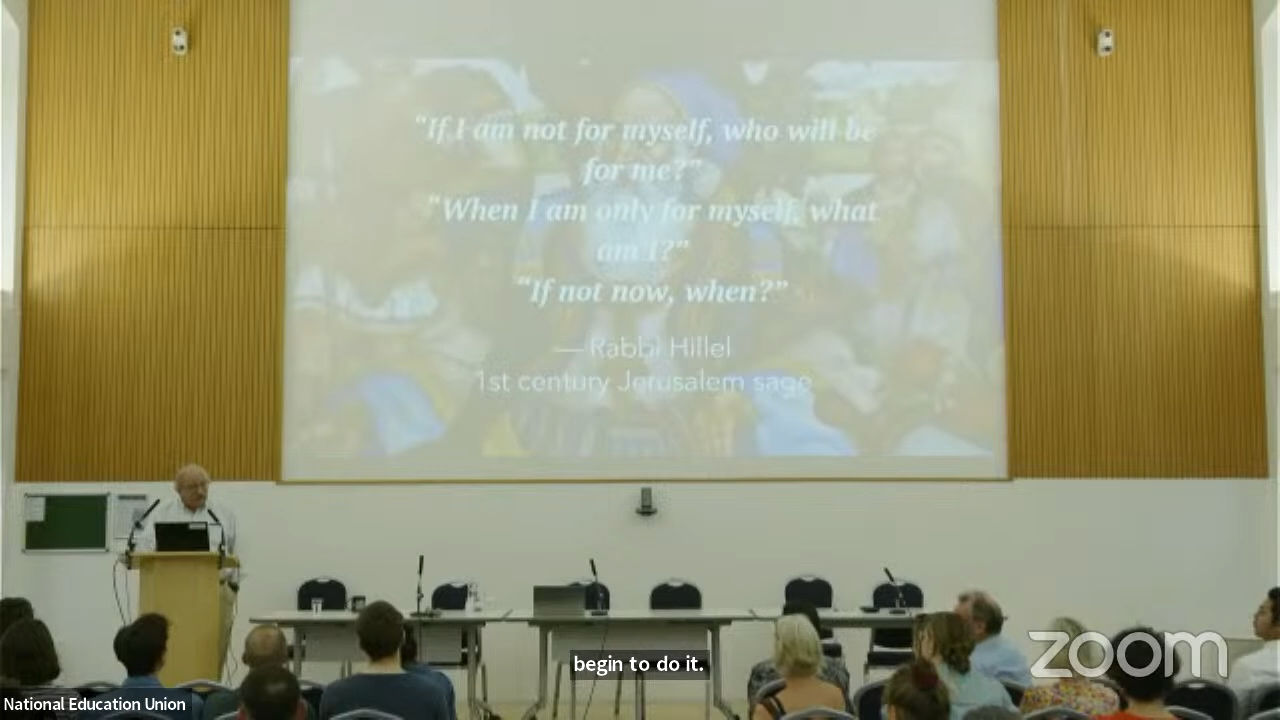 “If I am not for myself, who will be
for me?”
“When I am only for myself, what
am I?”
“If not now, when?”
— Rabbi Hillel
1st century Jerusalem sage
begin to do it.
zoom
National Education Union